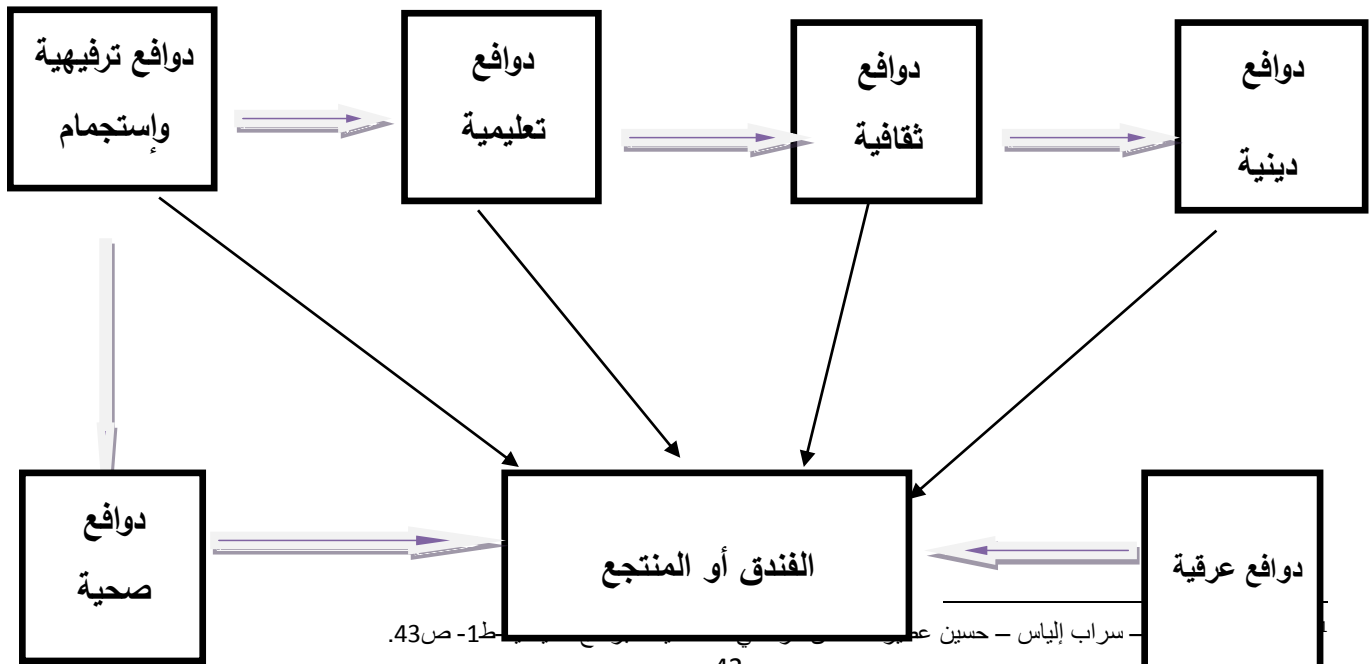 دوافع ترفيهية
وإستجمام
دوافع
تعليمية
دوافع
ثقافية
دوافع
دينية
دوافع
صحية
الفندق أو المنتجع
دوافع عرقية
1
– سراب إلياس – حسين
ط1- ص43.